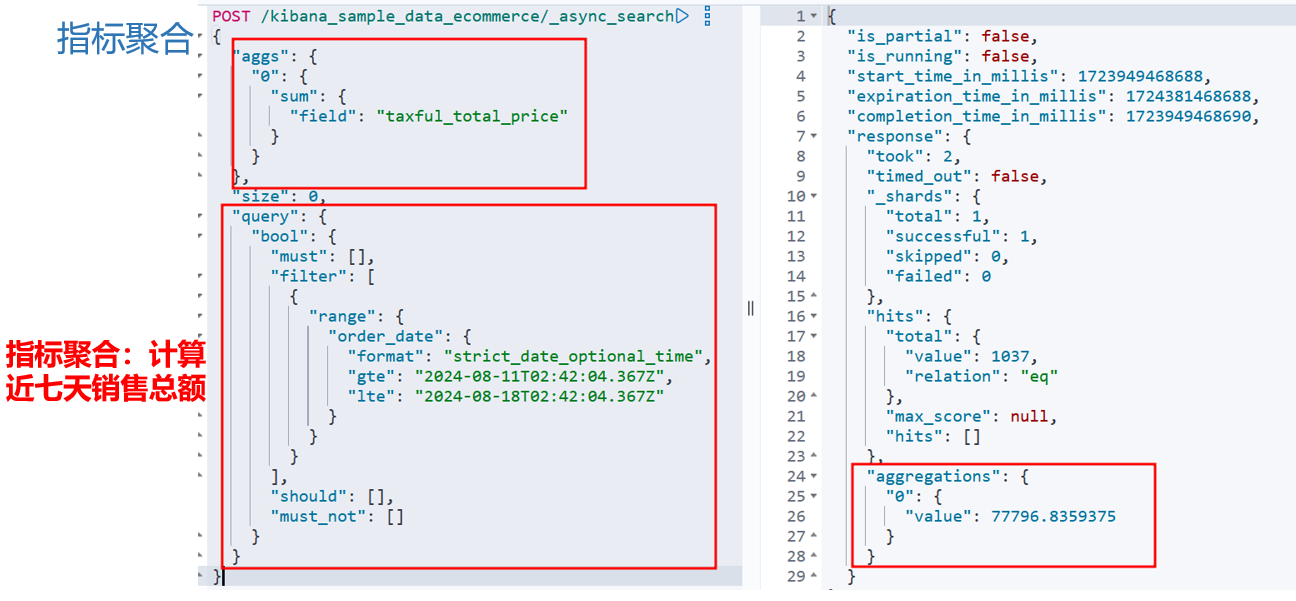 指标聚合
POST /kibana_sample_data_ecommerce/_async_search
{
"aggs": {
"0": {
"sum": {
"field": "taxful_total_price"
}
}
},
"size": 0,
"query": {
"bool": {
"must": [],
"filter": [
{
"range": {
"order_date": {
"format": "strict_date_optional_time",
"gte": "2024-08-11T02:42:04.367Z",
"lte": "2024-08-18T02:42:04.367Z"
}
}
}
],
"should": [],
"must_not": []
}
}
}
指标聚合：计算
近七天销售总额
1 {
2 "is_partial": false,
3 "is_running": false,
4 "start_time_in_millis": 1723949468688,
5 "expiration_time_in_millis": 1724381468688,
6 "completion_time_in_millis": 1723949468690,
7 "response": {
8 "took": 2,
9 "timed_out": false,
10 "_shards": {
11 "total": 1,
12 "successful": 1,
13 "skipped": 0,
14 "failed": 0
15 },
16 "hits": {
17 "total": {
18 "value": 1037,
19 "relation": "eq"
20 },
21 "max_score": null,
22 "hits": []
23 },
24 "aggregations": {
25 "0": {
26 "value": 77796.8359375
27 }
28 }
29 }